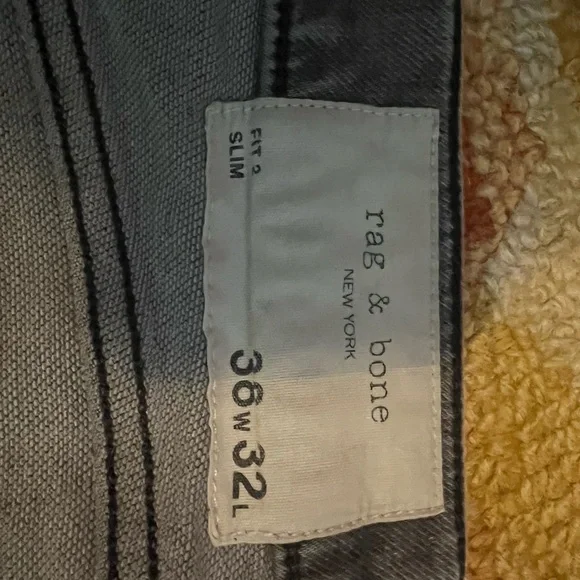 rag & bone
NEW YORK
FIT 2
SLIM
36W 32L